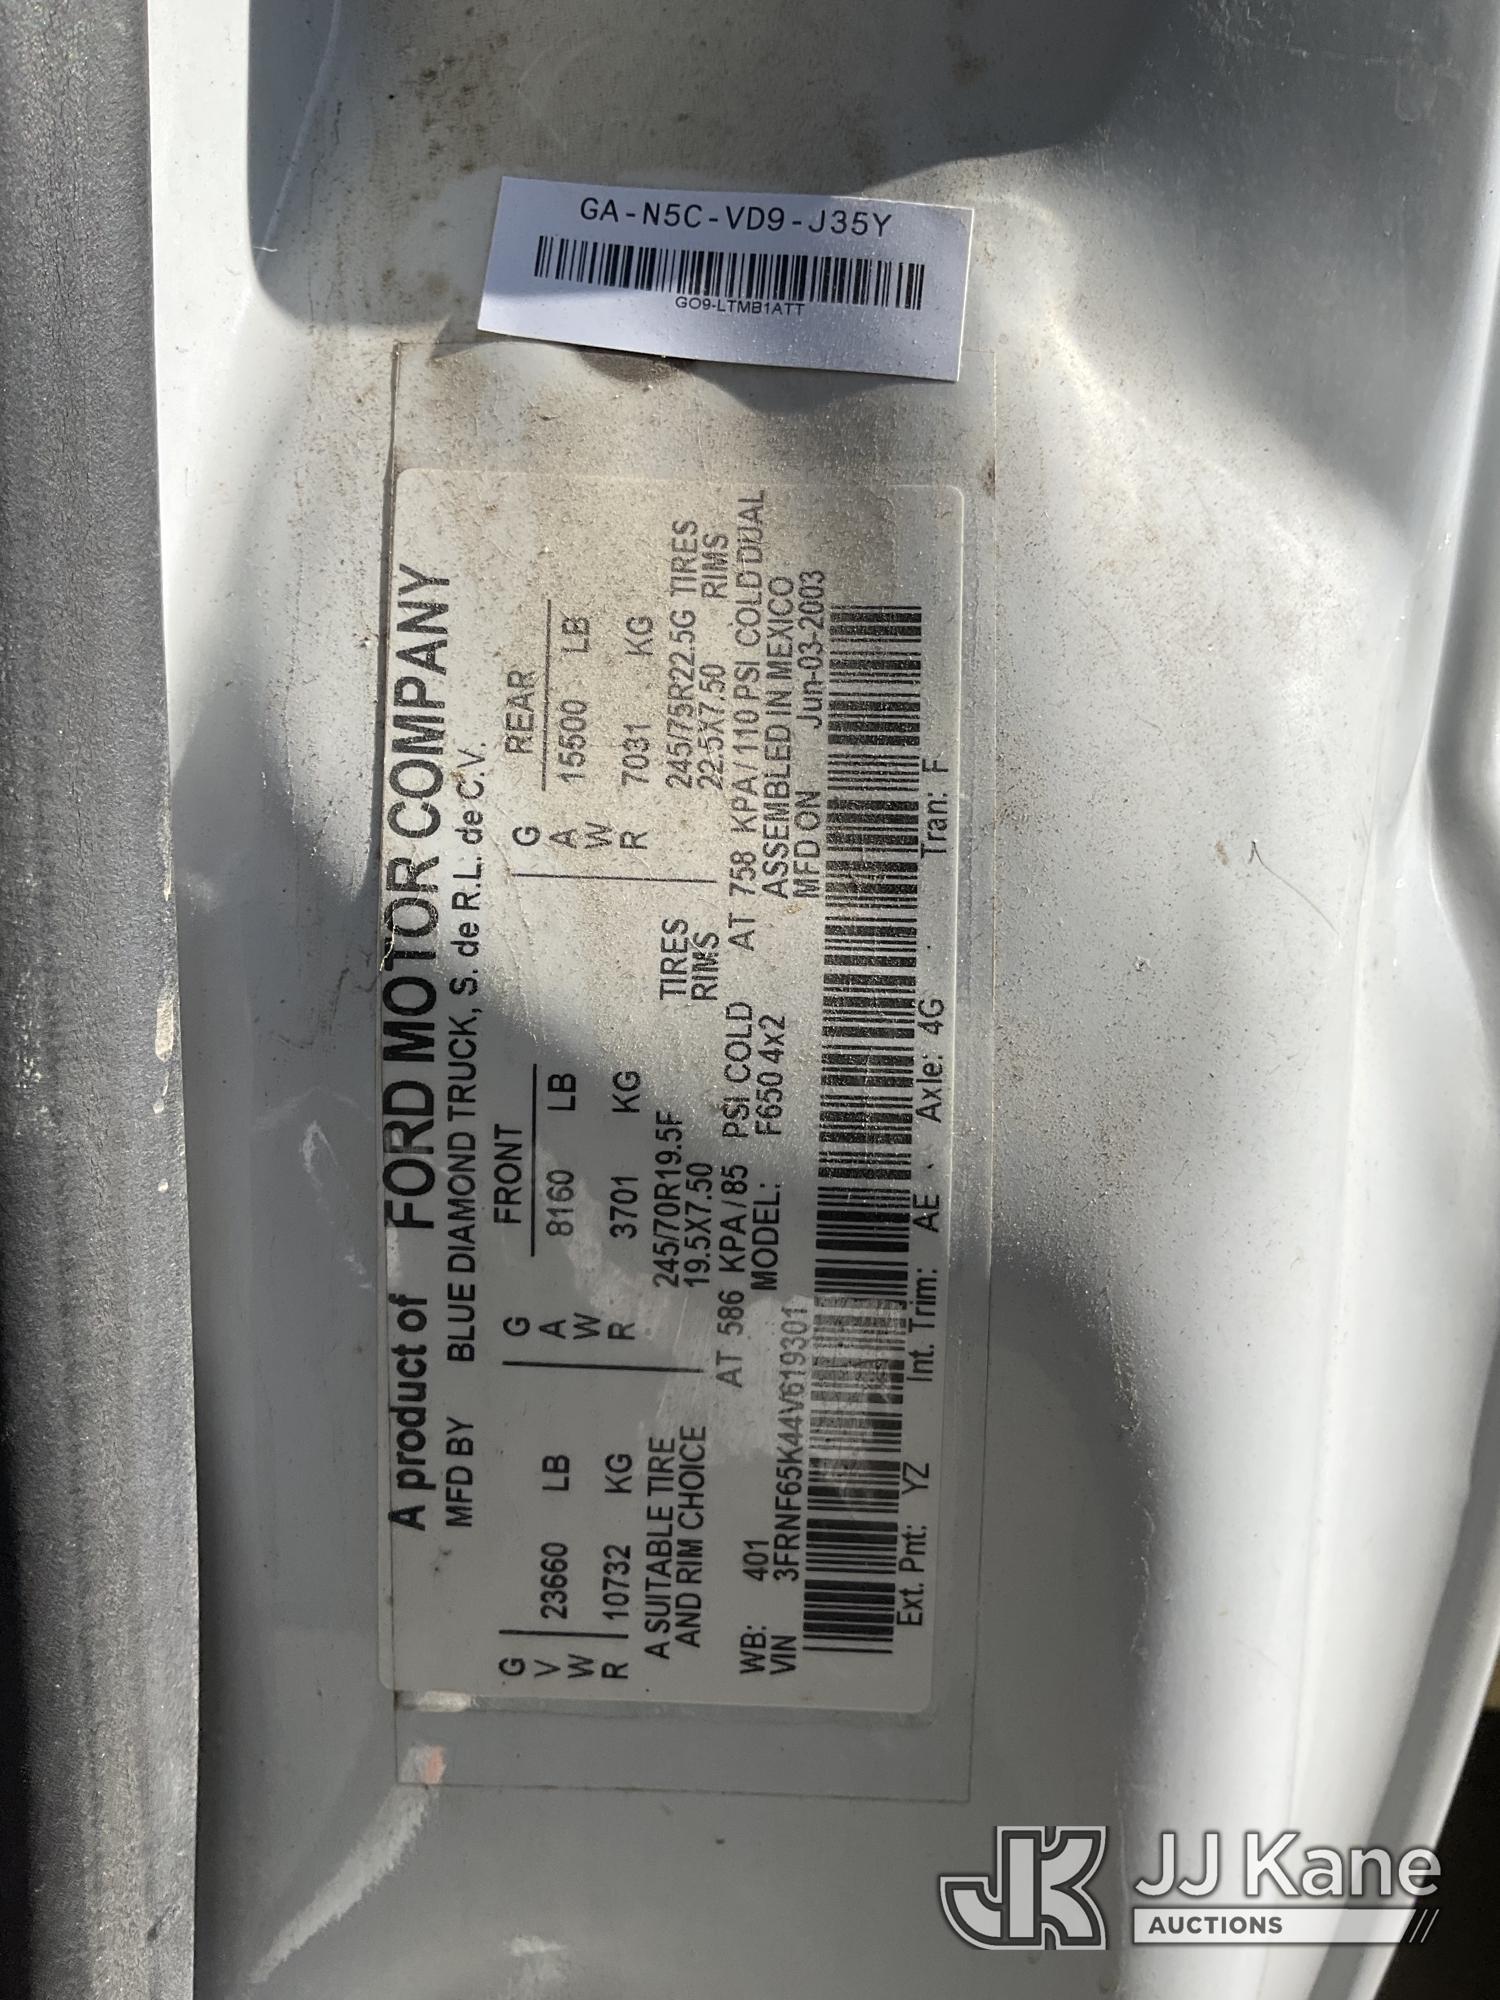 GA-N5C-VD9-J35Y
GO9-LTMB1ATT
A product of FORD MOTOR COMPANY
MFD BY BLUE DIAMOND TRUCK, S. de R.L. de C.V.
GVWR 23660 LB 10732 KG
GAWR FRONT 8160 LB 3701 KG
GAWR REAR 15500 LB 7031 KG
A SUITABLE TIRE 245/70R19.5F TIRES 245/75R22.5G TIRES
AND RIM CHOICE 19.5X7.50 RIMS 22.5X7.50 RIMS
AT 586 KPA/85 PSI COLD AT 758 KPA/110 PSI COLD DUAL
WB: 401 MODEL: F650 4x2 ASSEMBLED IN MEXICO
VIN 3FRNF65K44V619301 MFD ON Jun-03-2003
Ext. Pnt: YZ Int. Trim: AE Axle: 4G Tran: F
JK JJ Kane
AUCTIONS